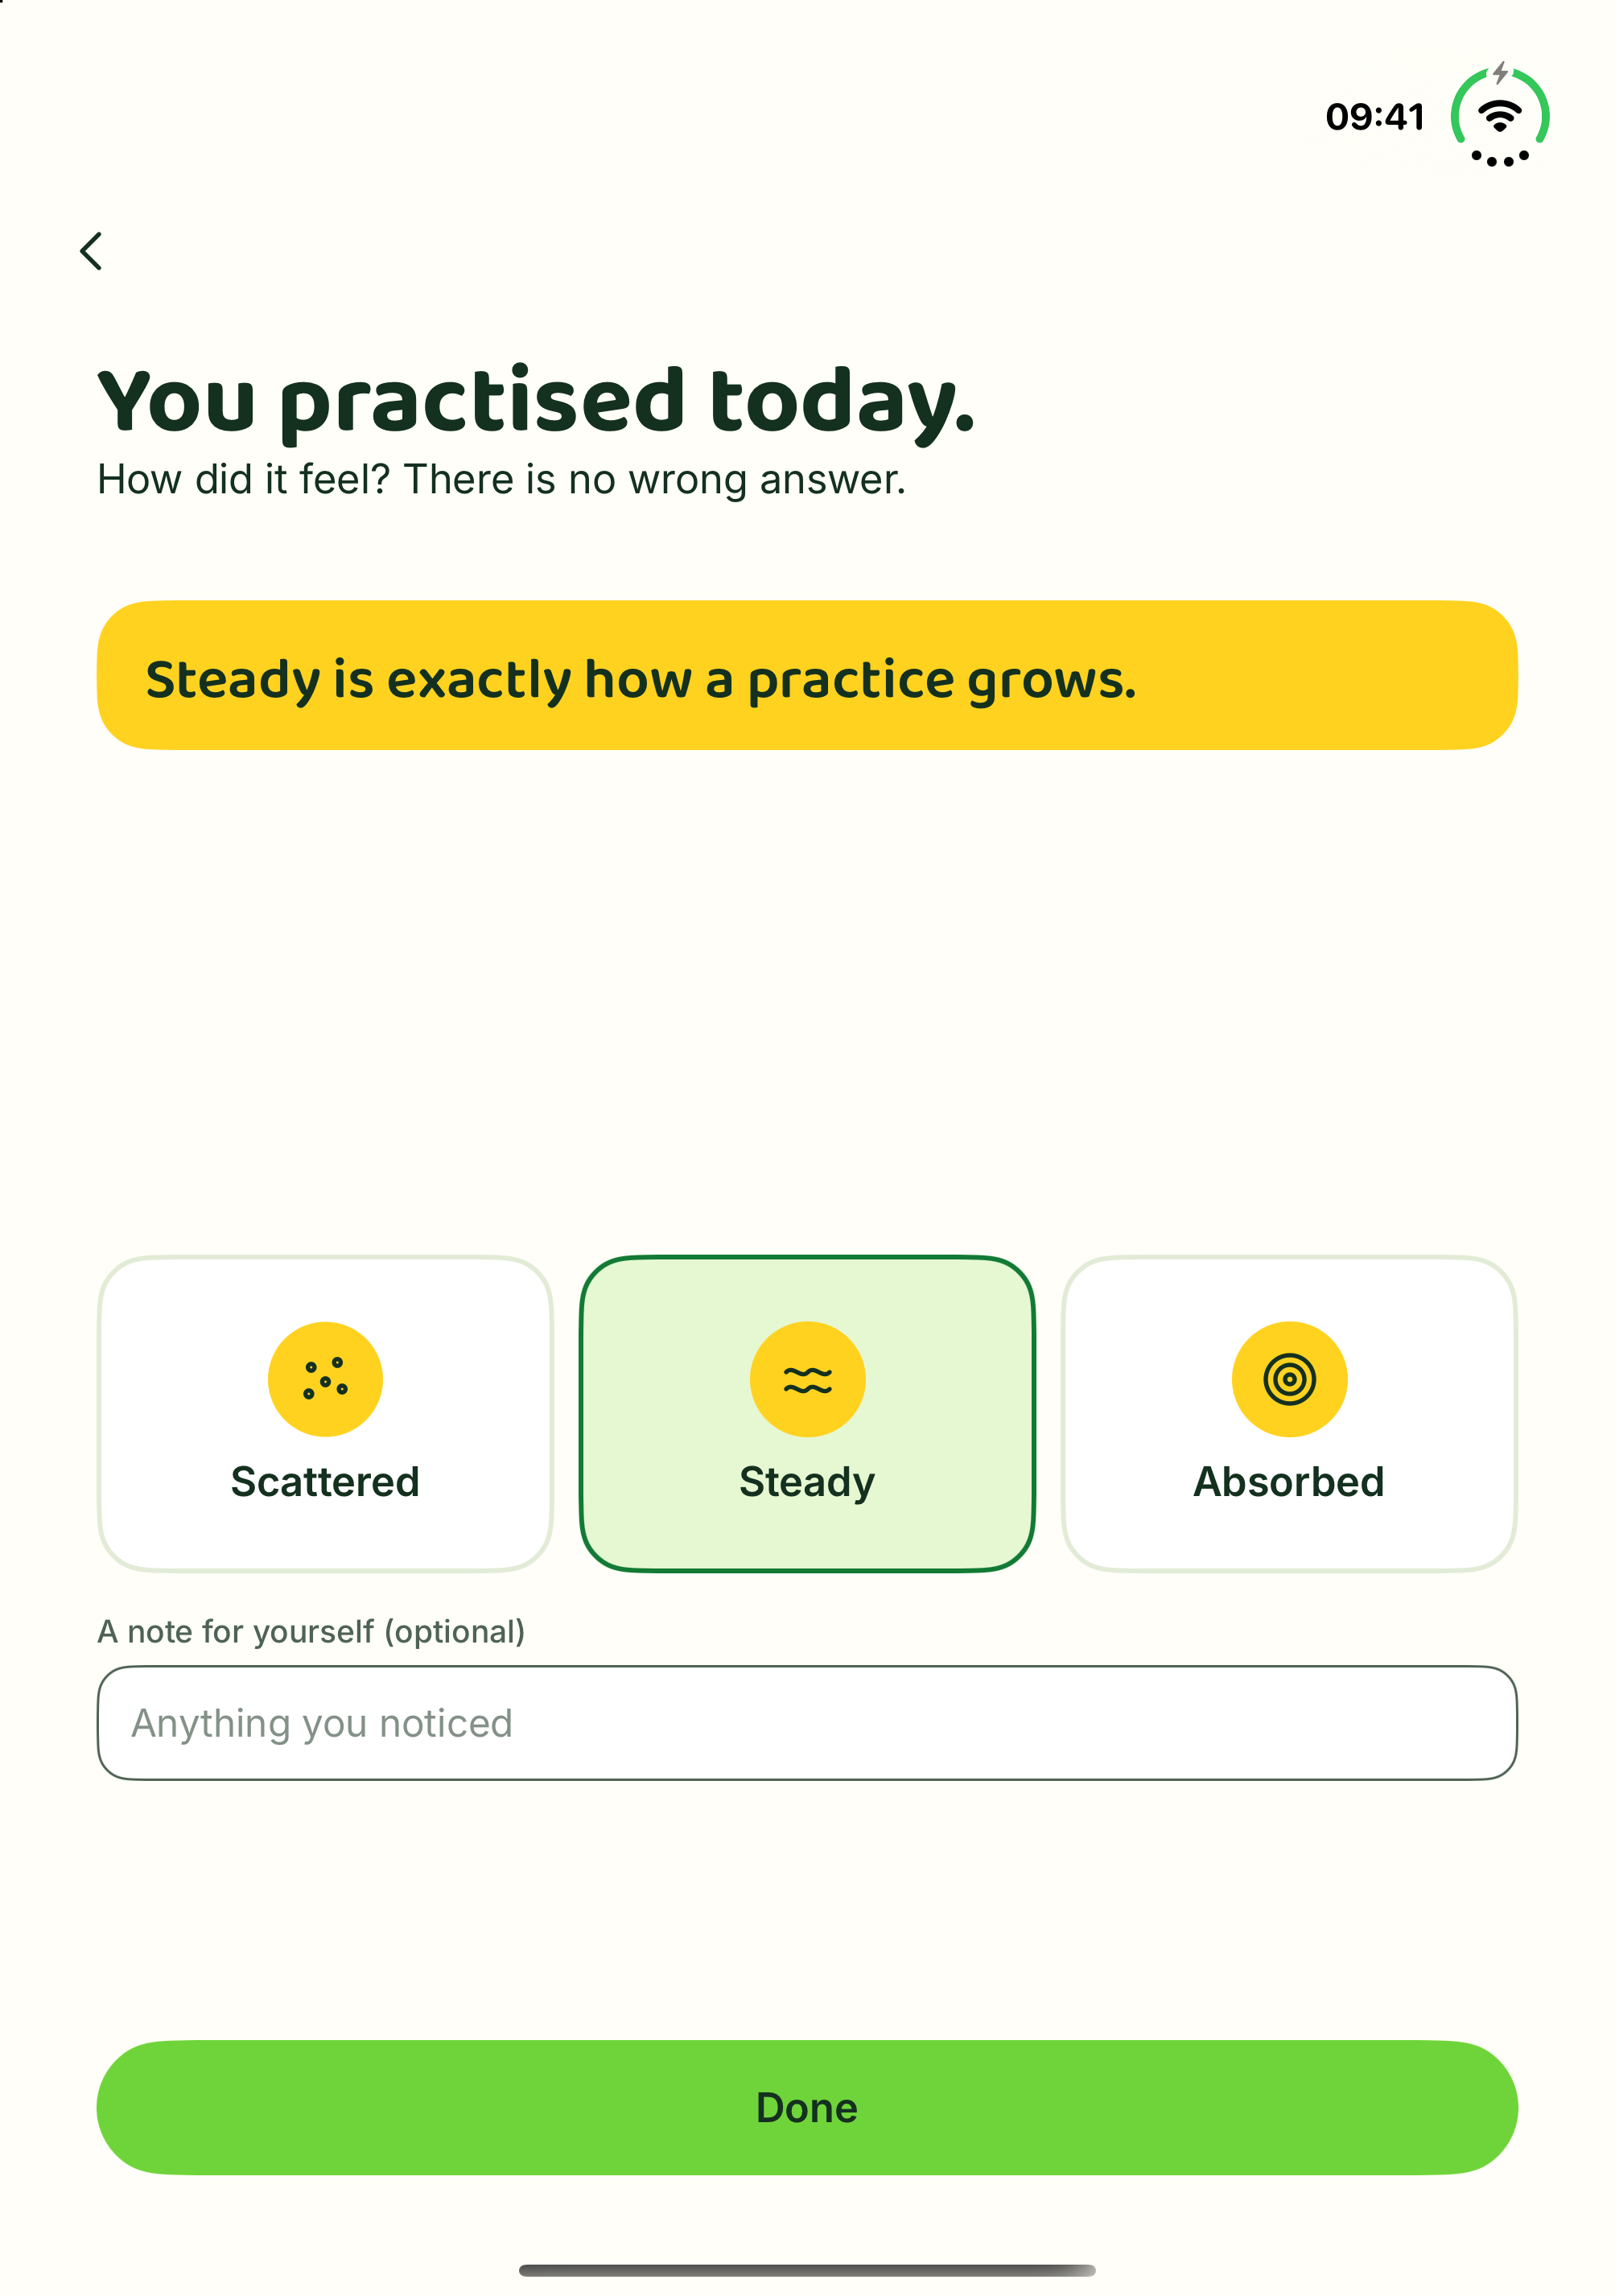 09:41
You practised today.
How did it feel? There is no wrong answer.
Steady is exactly how a practice grows.
Scattered
Steady
Absorbed
A note for yourself (optional)
Anything you noticed
Done